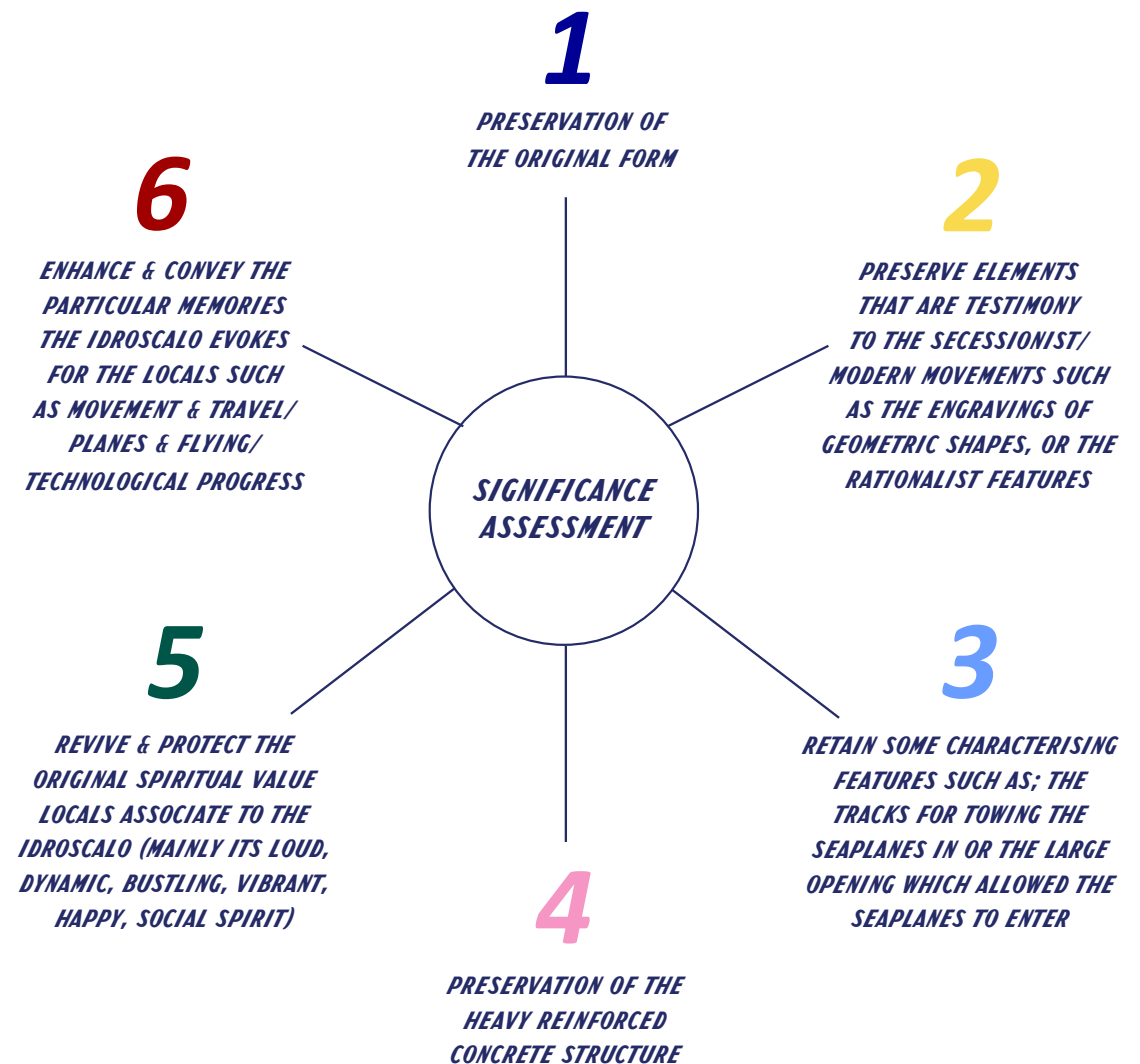 1
PRESERVATION OF
THE ORIGINAL FORM
2
PRESERVE ELEMENTS
THAT ARE TESTIMONY
TO THE SECESSIONIST/
MODERN MOVEMENTS SUCH
AS THE ENGRAVINGS OF
GEOMETRIC SHAPES, OR THE
RATIONALIST FEATURES
3
RETAIN SOME CHARACTERISING
FEATURES SUCH AS; THE
TRACKS FOR TOWING THE
SEAPLANES IN OR THE LARGE
OPENING WHICH ALLOWED THE
SEAPLANES TO ENTER
4
PRESERVATION OF THE
HEAVY REINFORCED
CONCRETE STRUCTURE
5
REVIVE & PROTECT THE
ORIGINAL SPIRITUAL VALUE
LOCALS ASSOCIATE TO THE
IDROSCALO (MAINLY ITS LOUD,
DYNAMIC, BUSTLING, VIBRANT,
HAPPY, SOCIAL SPIRIT)
6
ENHANCE & CONVEY THE
PARTICULAR MEMORIES
THE IDROSCALO EVOKES
FOR THE LOCALS SUCH
AS MOVEMENT & TRAVEL/
PLANES & FLYING/
TECHNOLOGICAL PROGRESS
SIGNIFICANCE
ASSESSMENT